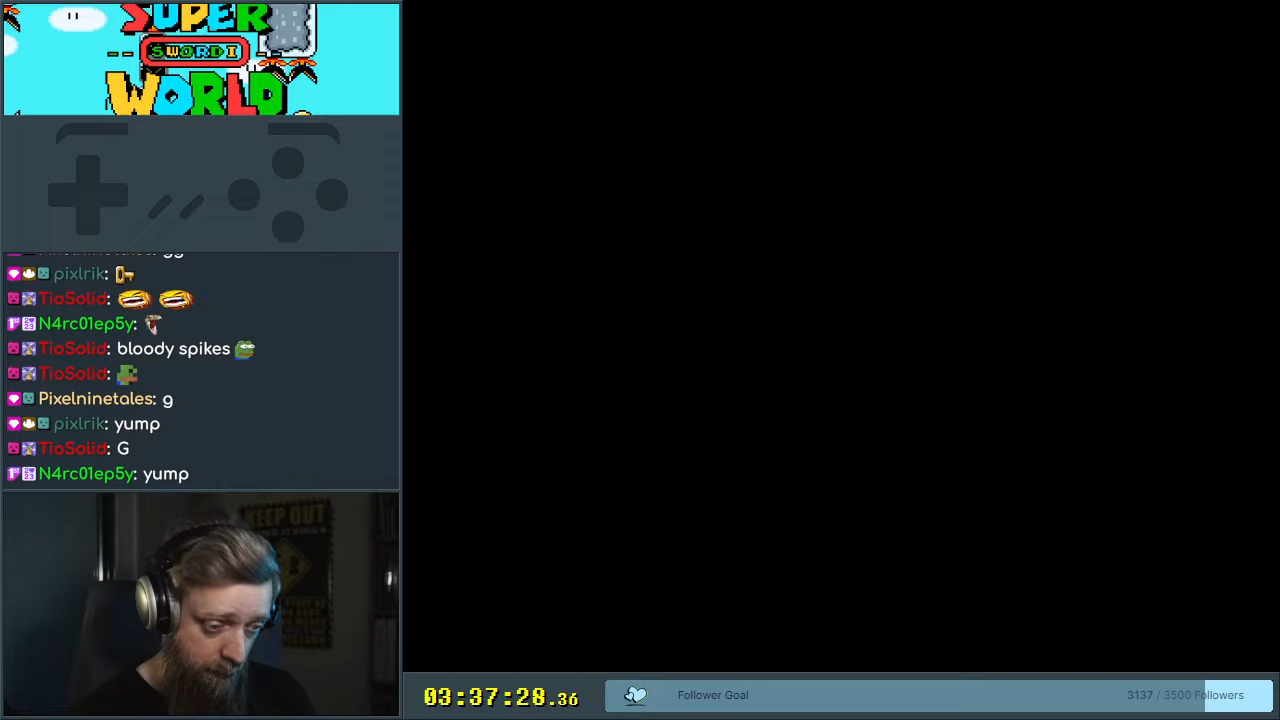 SUPER
-- SWORDI --
WORLD
pixlrik:
TioSolid:
N4rc01ep5y:
TioSolid: bloody spikes
TioSolid:
Pixelninetales: g
pixlrik: yump
TioSolid: G
N4rc01ep5y: yump
KEEP OUT
03:37:28.36
Follower Goal
3137 / 3500 Followers